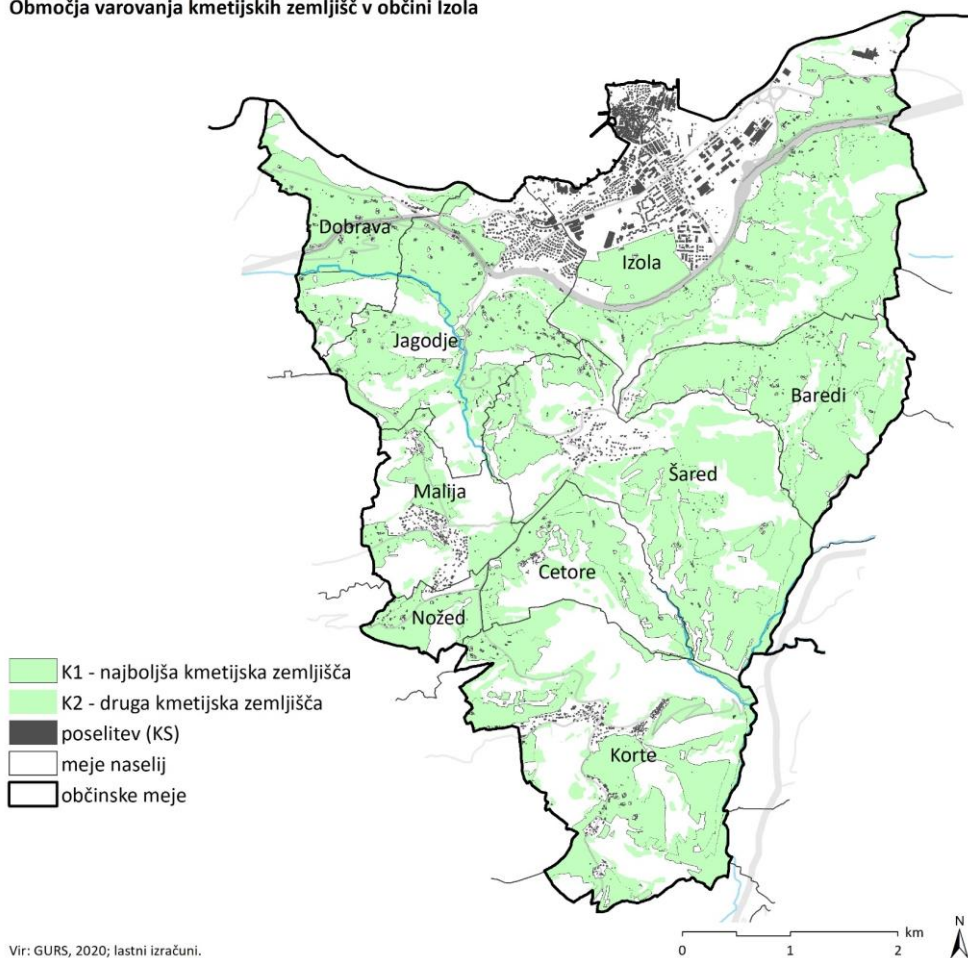 Območja varovanja kmetijskih zemljišč v občini Izola
Dobrava
Izola
Jagodje
Baredi
Šared
Malija
Cetore
Nožed
K1 - najboljša kmetijska zemljišča
K2 - druga kmetijska zemljišča
poselitev (KS)
meje naselij
občinske meje
Korte
Vir: GURS, 2020; lastni izračuni.
km
0 1 2
N